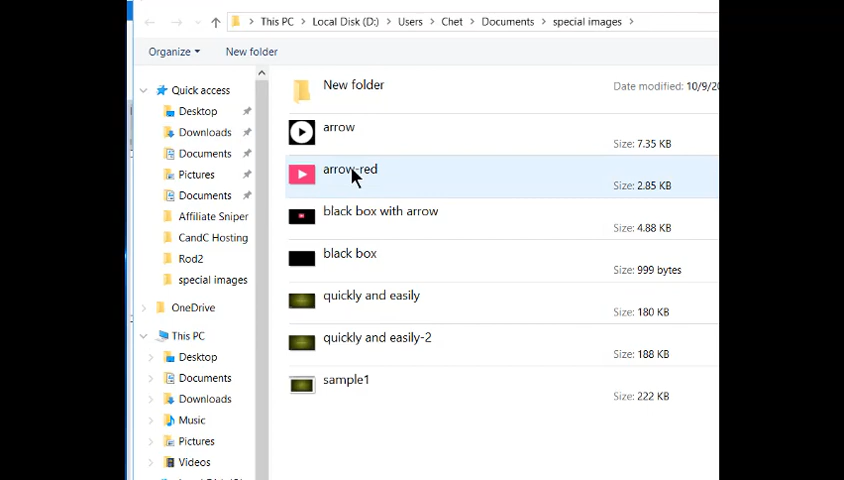 This PC > Local Disk (D:) > Users > Chet > Documents > special images >
Organize New folder
Quick access
Desktop
Downloads
Documents
Pictures
Documents
Affiliate Sniper
CandC Hosting
Rod2
special images
OneDrive
This PC
Desktop
Documents
Downloads
Music
Pictures
Videos
New folder Date modified: 10/9/20
arrow
Size: 7.35 KB
arrow-red
Size: 2.85 KB
black box with arrow
Size: 4.88 KB
black box
Size: 999 bytes
quickly and easily
Size: 180 KB
quickly and easily-2
Size: 188 KB
sample1
Size: 222 KB